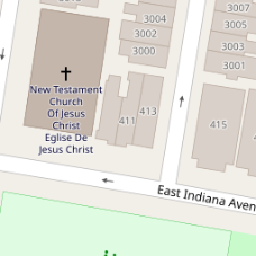 3007
3004
3005
3002
3003
3000
3001
New Testament
Church
Of Jesus
Christ
Eglise De
Jesus Christ
413
411
415
East Indiana Aven